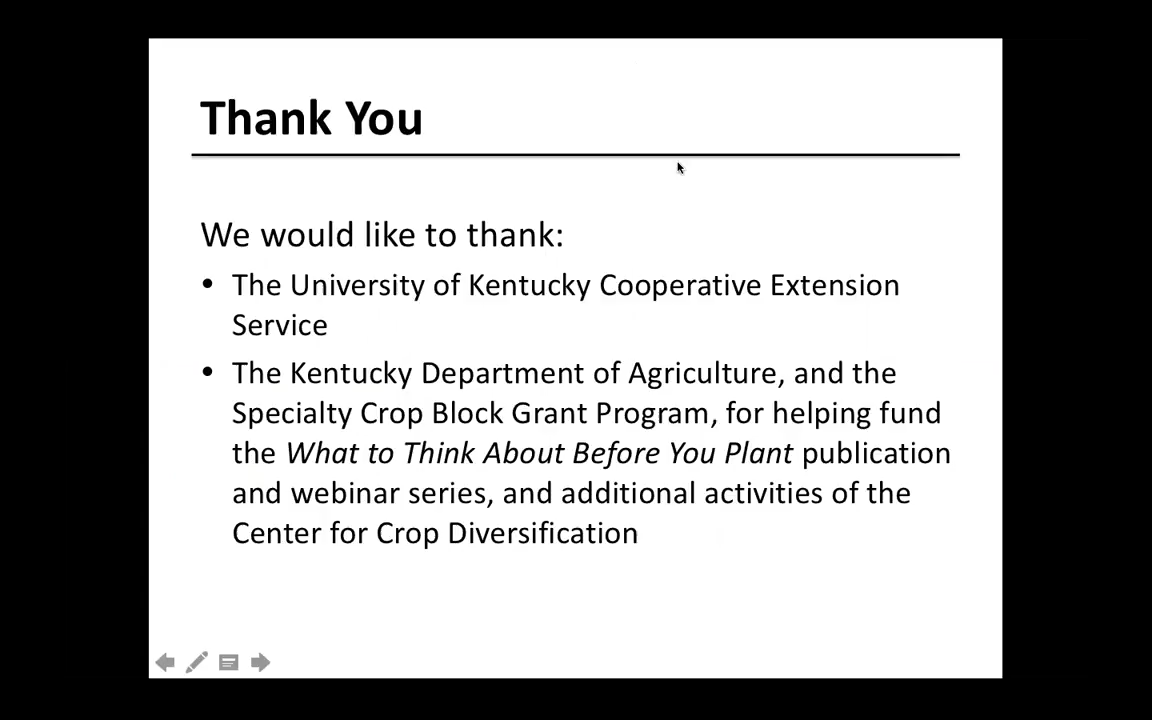 Thank You
We would like to thank:
• The University of Kentucky Cooperative Extension
Service
• The Kentucky Department of Agriculture, and the
Specialty Crop Block Grant Program, for helping fund
the What to Think About Before You Plant publication
and webinar series, and additional activities of the
Center for Crop Diversification